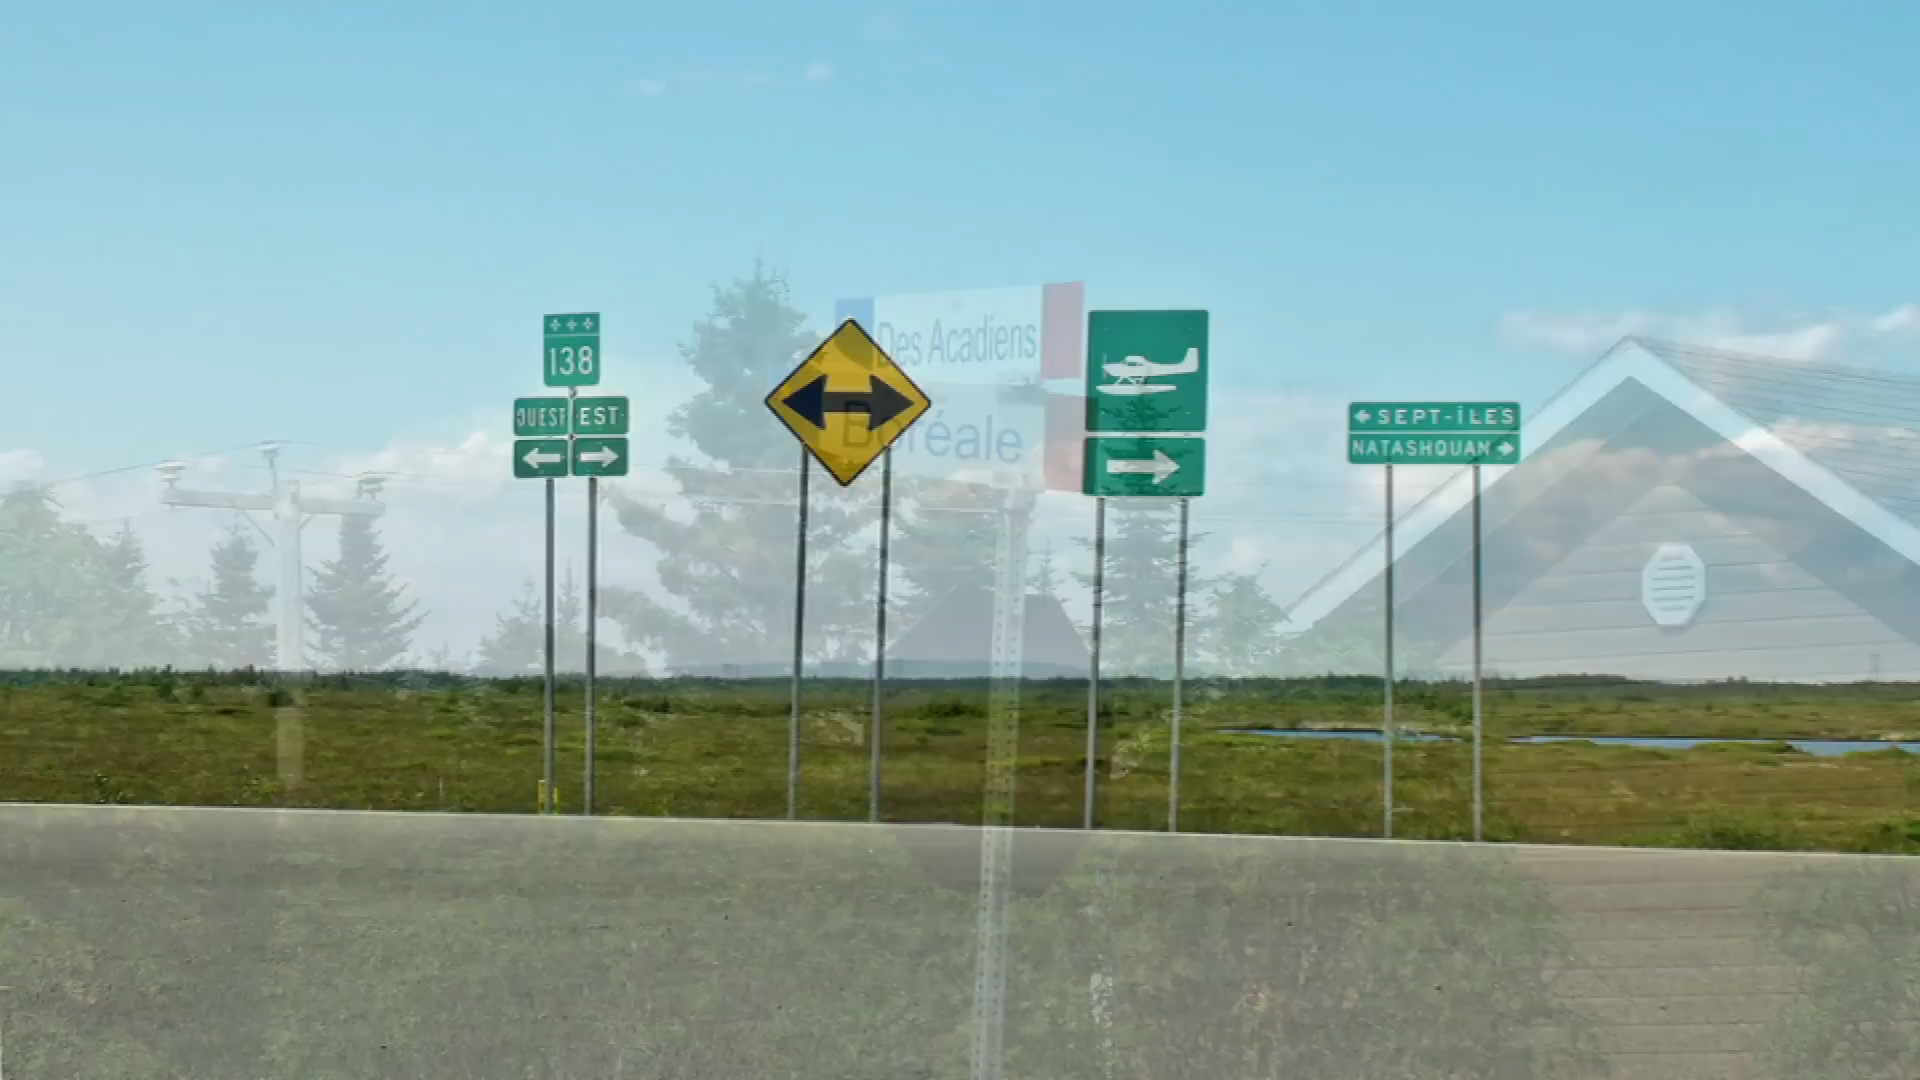 138
OUEST EST
Des Acadiens
Boréale
← SEPT-ÎLES
NATASHQUAN →